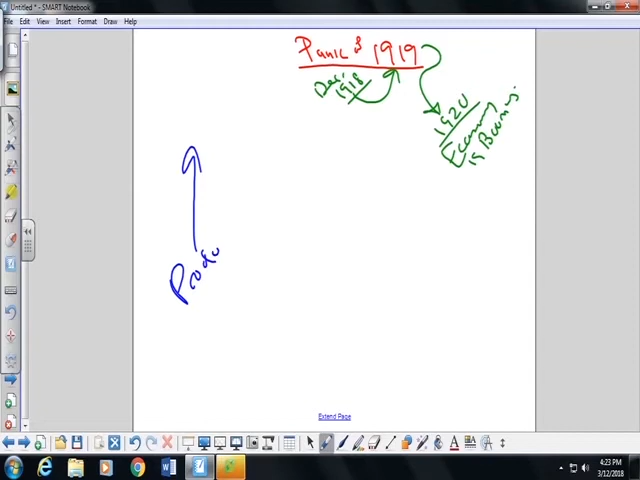 Untitled * - SMART Notebook
File Edit View Insert Format Draw Help
Panic of 1919
Dec. 1918
1920
Economy
is Booming.
Produ
Extend Page
4:23 PM
3/12/2018